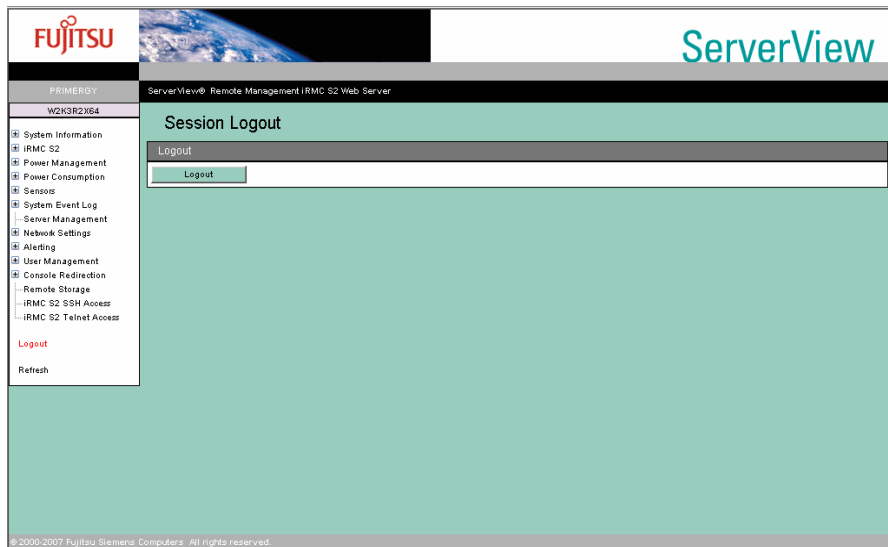 FUJITSU
ServerView
PRIMERGY
ServerView® Remote Management iRMC S2 Web Server
W2K3R2X64
Session Logout
System Information
iRMC S2
Power Management
Power Consumption
Sensors
System Event Log
Server Management
Network Settings
Alerting
User Management
Console Redirection
Remote Storage
iRMC S2 SSH Access
iRMC S2 Telnet Access
Logout
Refresh
Logout
Logout
© 2000-2007 Fujitsu Siemens Computers All rights reserved.